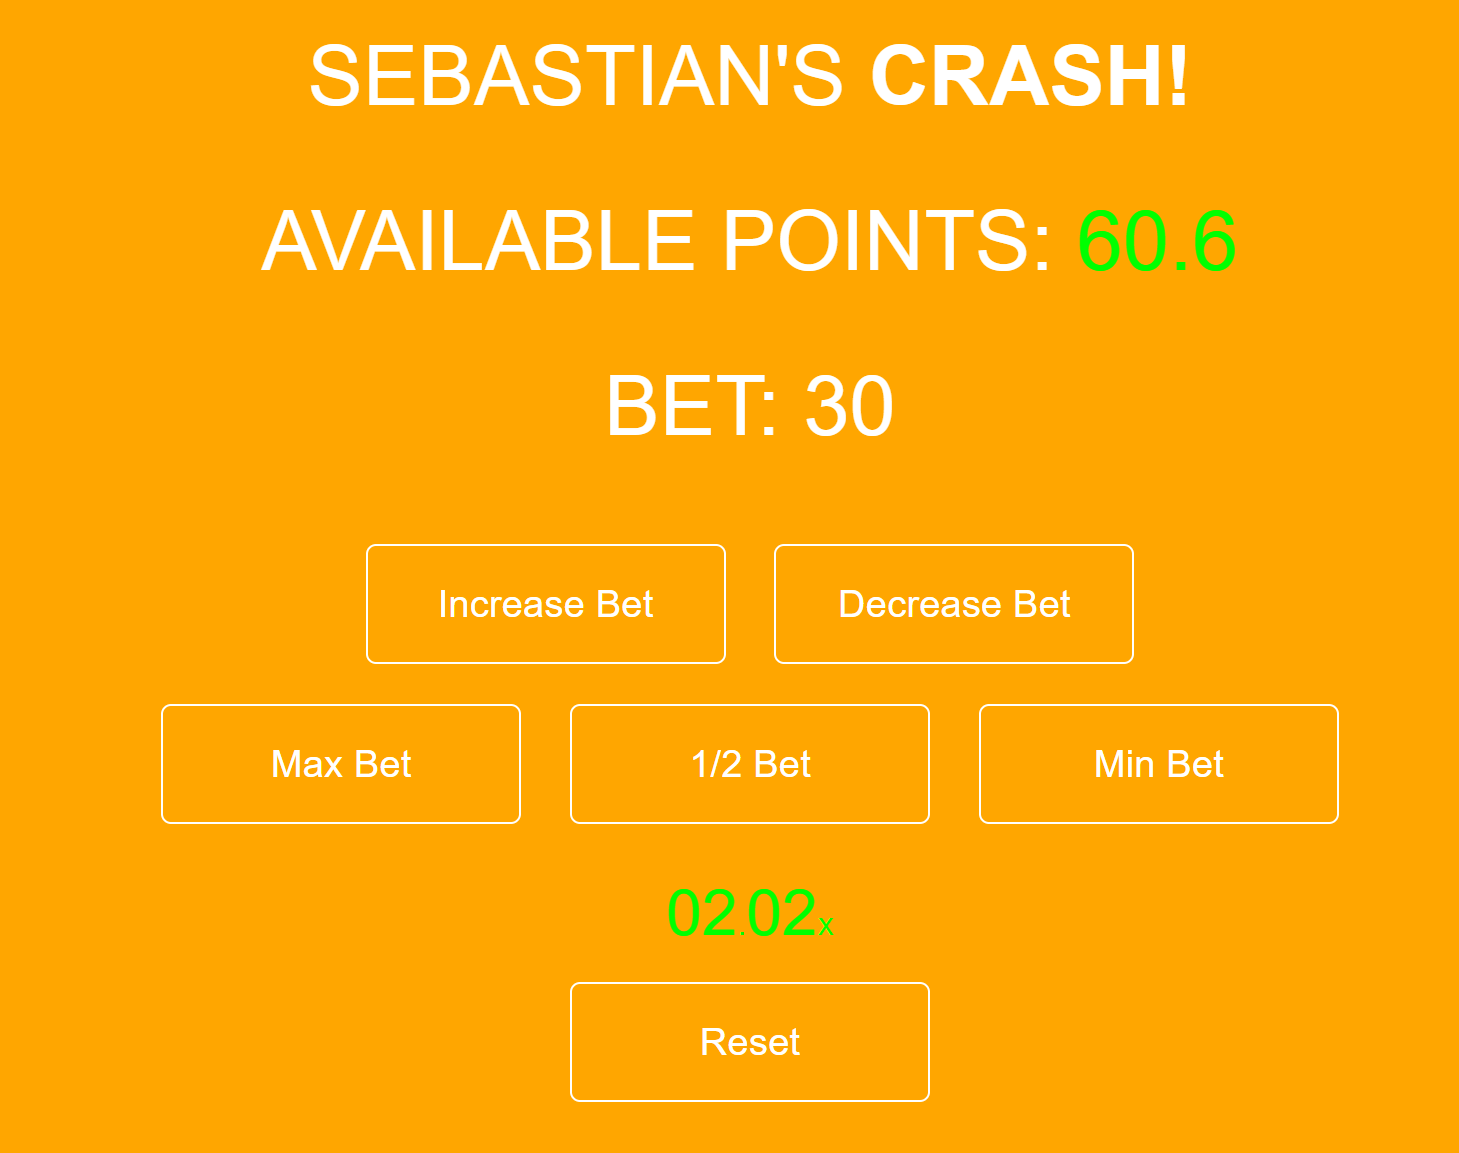 SEBASTIAN'S CRASH!
AVAILABLE POINTS: 60.6
BET: 30
Increase Bet Decrease Bet
Max Bet 1/2 Bet Min Bet
02.02x
Reset